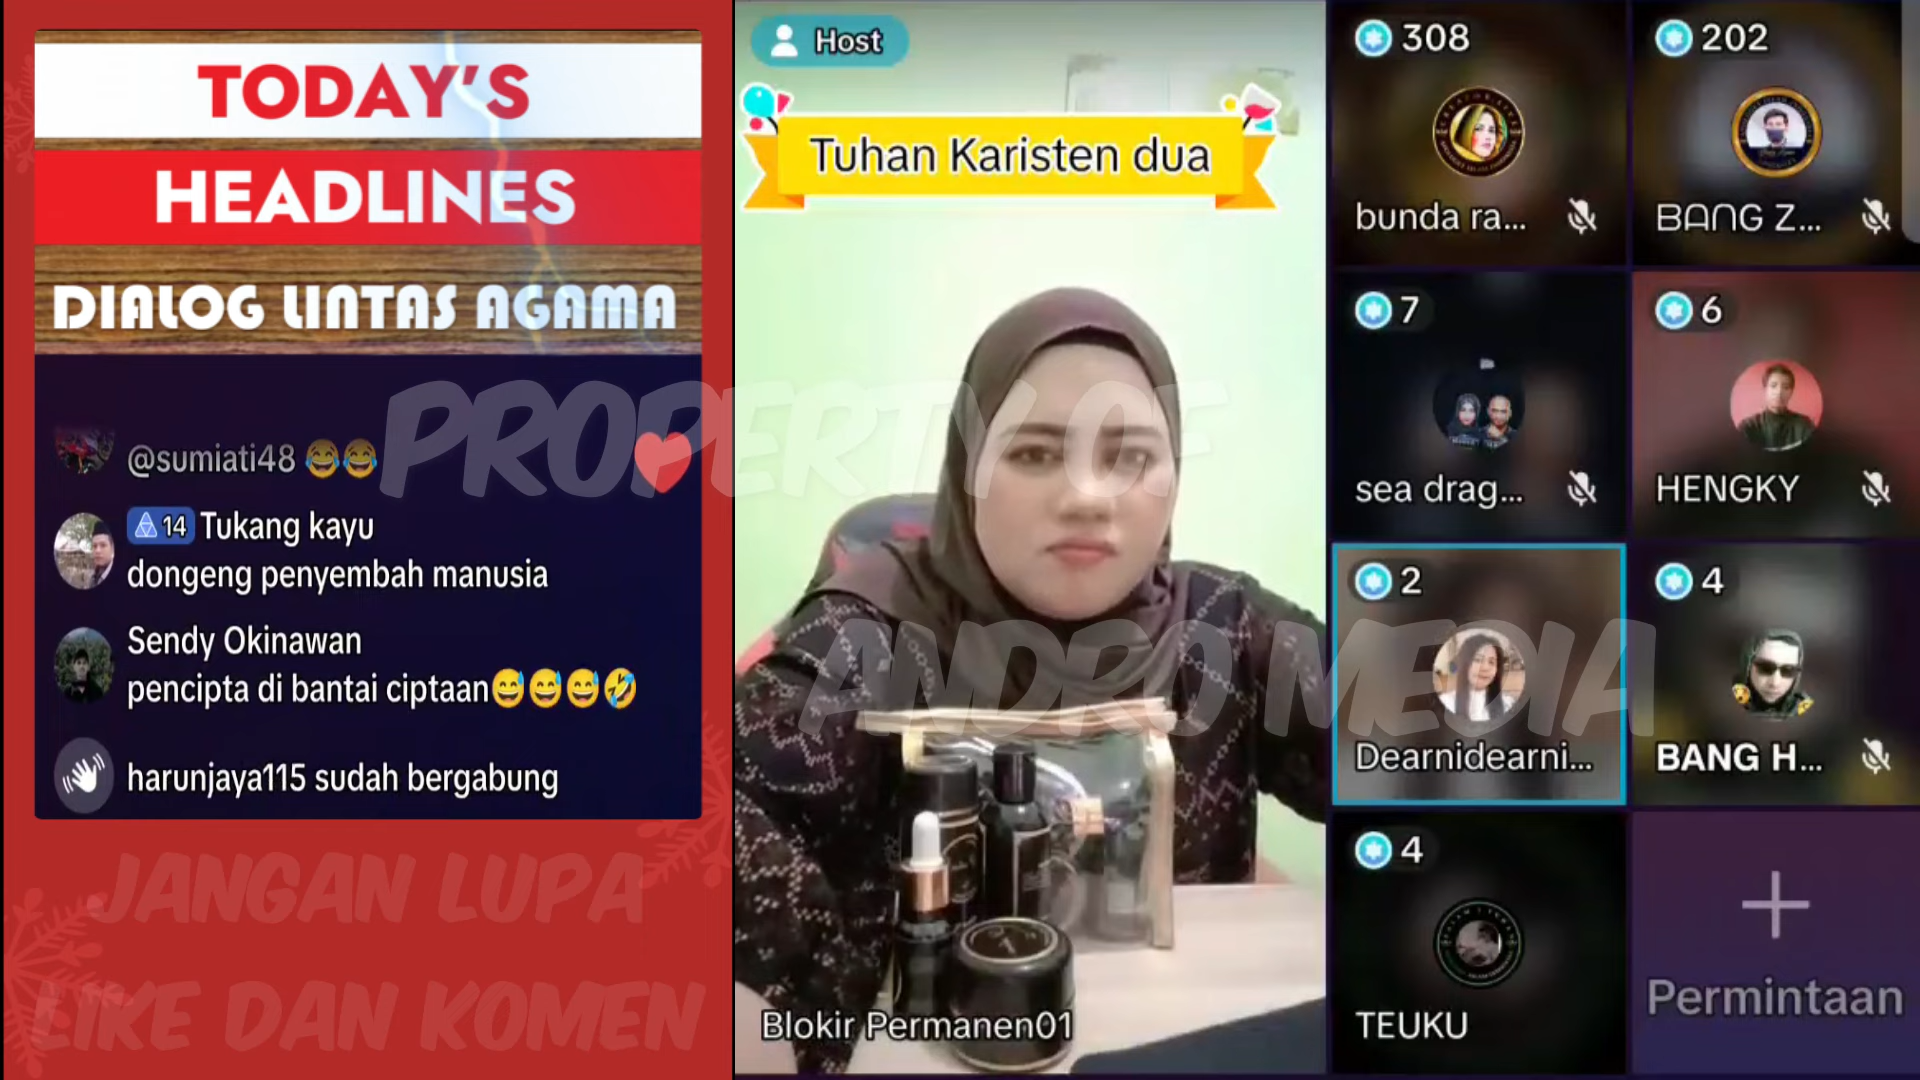 TODAY'S
HEADLINES
DIALOG LINTAS AGAMA
@sumiati48 😂😂
14 Tukang kayu
dongeng penyembah manusia
Sendy Okinawan
pencipta di bantai ciptaan😅😅😅🤣
harunjaya115 sudah bergabung
JANGAN LUPA
LIKE DAN KOMEN
PROPERTY OF
ANDRO MEDIA
Host
Tuhan Karisten dua
Blokir Permanen01
308
bunda ra...
202
BANG Z...
7
sea drag...
6
HENGKY
2
Dearnidearni...
4
BANG H...
4
TEUKU
Permintaan